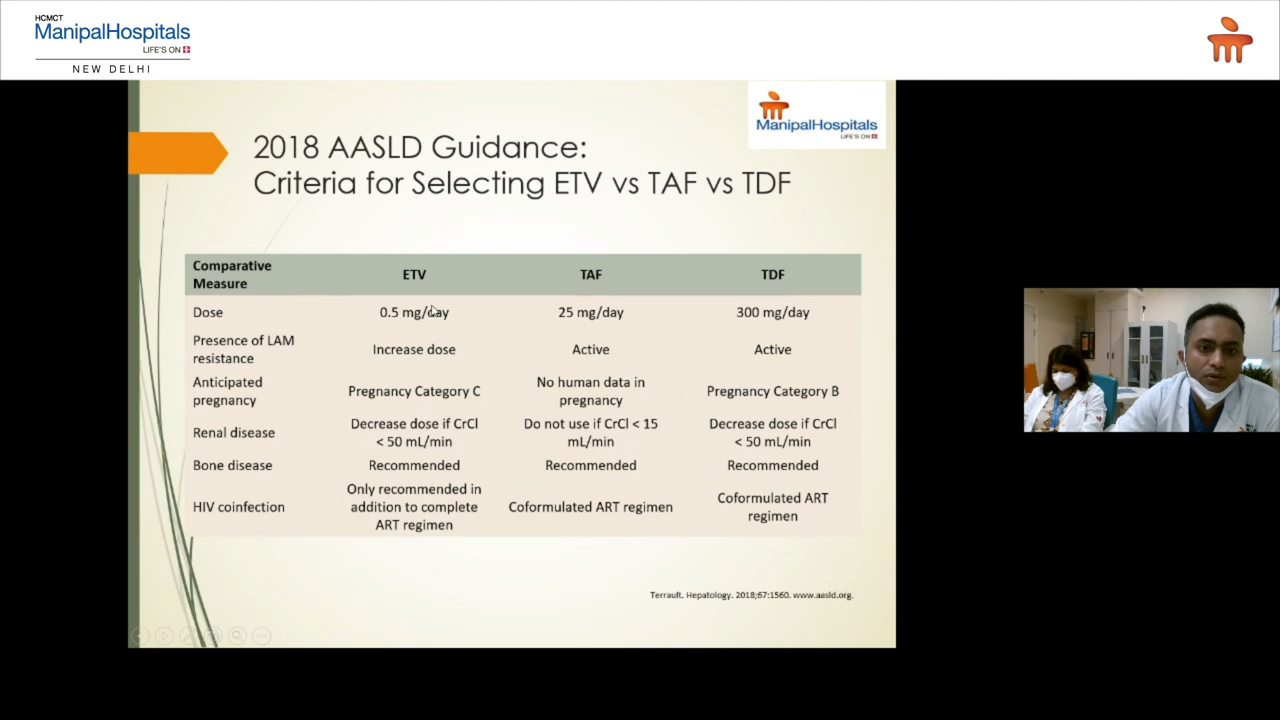 HCMCT
ManipalHospitals
LIFE'S ON
NEW DELHI
ManipalHospitals
LIFE'S ON
2018 AASLD Guidance:
Criteria for Selecting ETV vs TAF vs TDF
Comparative Measure ETV TAF TDF
Dose 0.5 mg/day 25 mg/day 300 mg/day
Presence of LAM resistance Increase dose Active Active
Anticipated pregnancy Pregnancy Category C No human data in pregnancy Pregnancy Category B
Renal disease Decrease dose if CrCl < 50 mL/min Do not use if CrCl < 15 mL/min Decrease dose if CrCl < 50 mL/min
Bone disease Recommended Recommended Recommended
HIV coinfection Only recommended in addition to complete ART regimen Coformulated ART regimen Coformulated ART regimen
Terrault. Hepatology. 2018;67:1560. www.aasld.org.